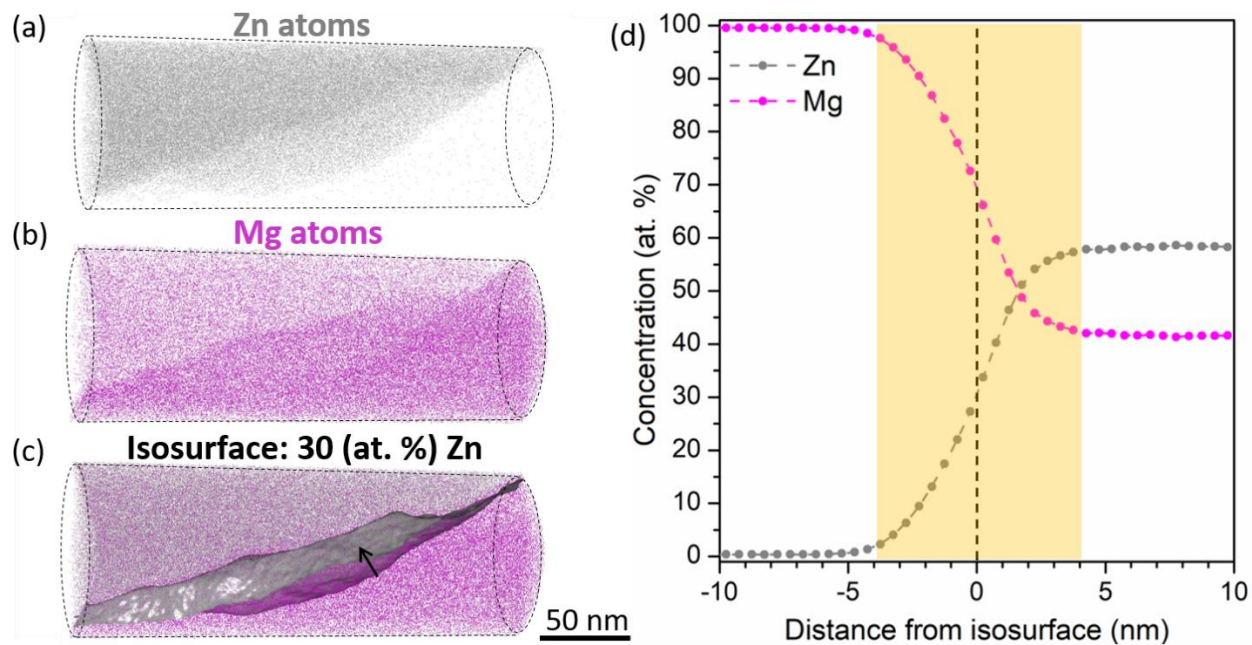 (a)
Zn atoms
(b)
Mg atoms
(c)
Isosurface: 30 (at. %) Zn
50 nm
(d)
Concentration (at. %)
100
90
80
70
60
50
40
30
20
10
0
Zn
Mg
-10 -5 0 5 10
Distance from isosurface (nm)